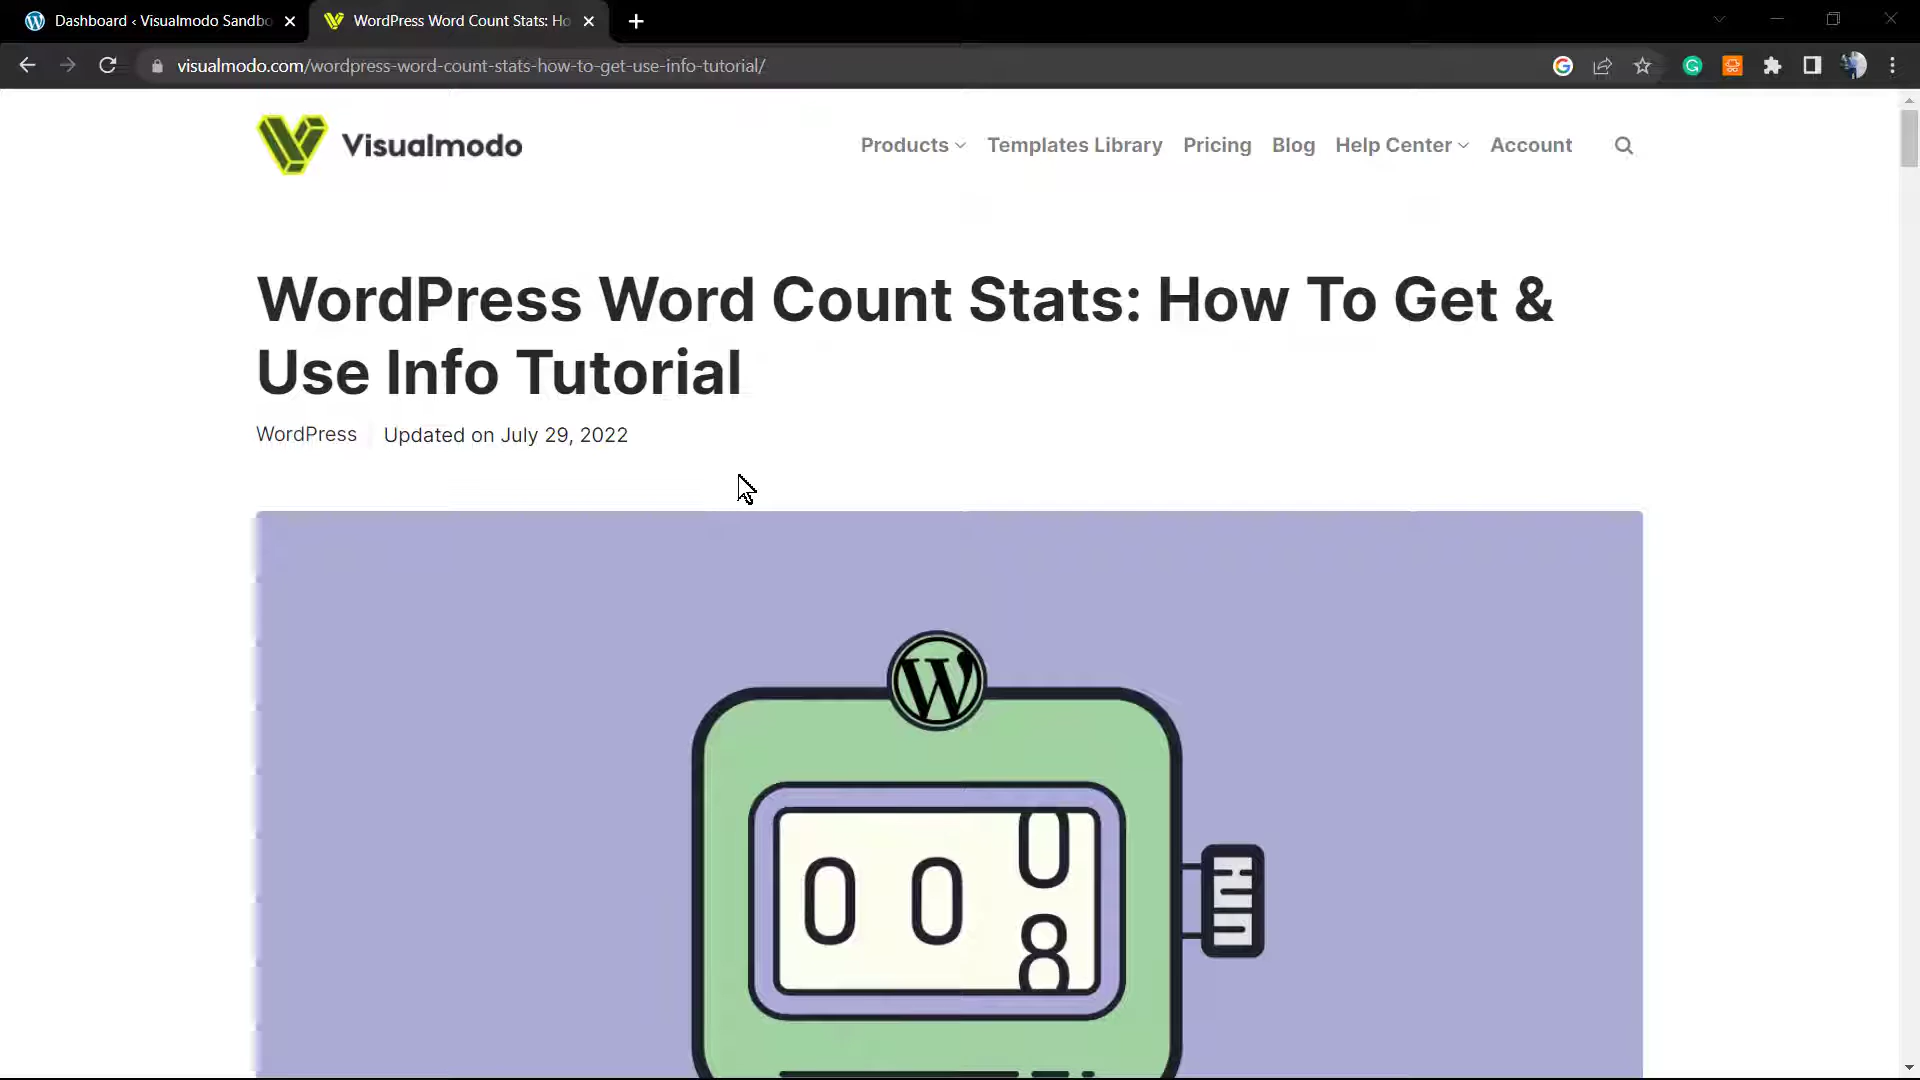 Dashboard ‹ Visualmodo Sandbo
WordPress Word Count Stats: Ho
visualmodo.com/wordpress-word-count-stats-how-to-get-use-info-tutorial/
Visualmodo
Products
Templates Library
Pricing
Blog
Help Center
Account
WordPress Word Count Stats: How To Get &
Use Info Tutorial
WordPress
Updated on July 29, 2022
W
0 0 0
8